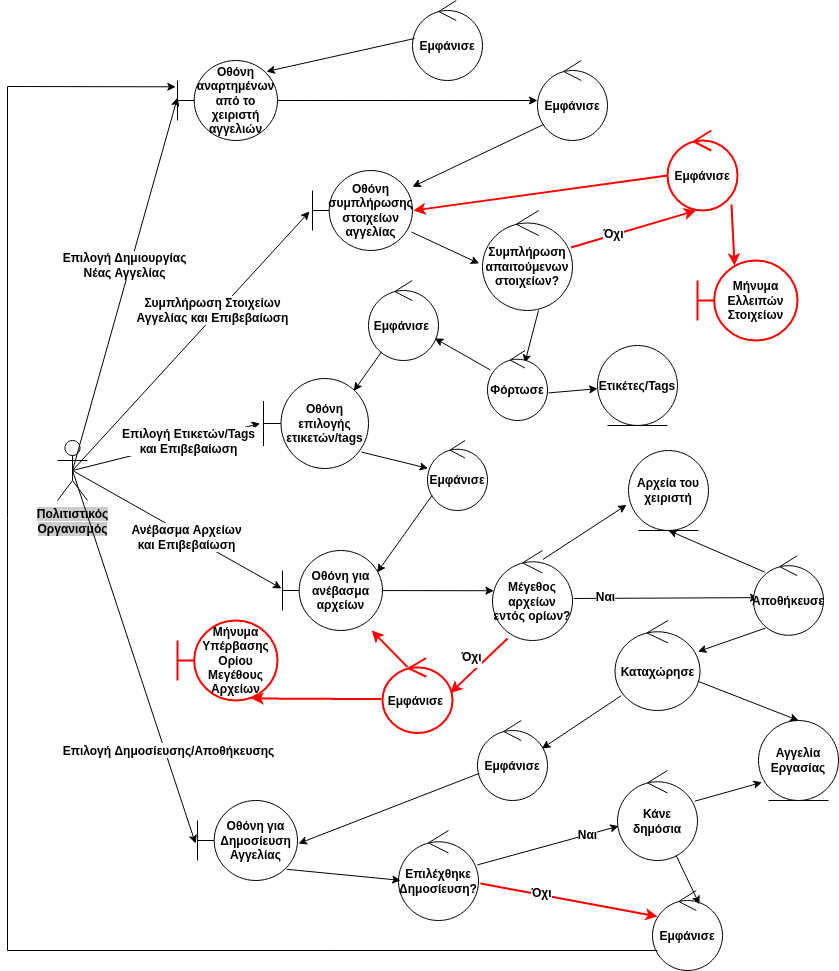 Εμφάνισε
Οθόνη
αναρτημένων
από το
χειριστή
αγγελιών
Εμφάνισε
Οθόνη
συμπλήρωσης
στοιχείων
αγγελίας
Εμφάνισε
Όχι
Συμπλήρωση
απαιτούμενων
στοιχείων?
Επιλογή Δημιουργίας
Νέας Αγγελίας
Μήνυμα
Ελλειπών
Στοιχείων
Συμπλήρωση Στοιχείων
Αγγελίας και Επιβεβαίωση
Εμφάνισε
Φόρτωσε
Ετικέτες/Tags
Οθόνη
επιλογής
ετικετών/tags
Επιλογή Ετικετών/Tags
και Επιβεβαίωση
Εμφάνισε
Αρχεία του
χειριστή
Πολιτιστικός
Οργανισμός
Ανέβασμα Αρχείων
και Επιβεβαίωση
Οθόνη για
ανέβασμα
αρχείων
Μέγεθος
αρχείων
εντός ορίων?
Ναι
Αποθήκευσε
Μήνυμα
Υπέρβασης
Ορίου
Μεγέθους
Αρχείων
Όχι
Εμφάνισε
Καταχώρησε
Επιλογή Δημοσίευσης/Αποθήκευσης
Εμφάνισε
Αγγελία
Εργασίας
Οθόνη για
Δημοσίευση
Αγγελίας
Κάνε
δημόσια
Ναι
Επιλέχθηκε
Δημοσίευση?
Όχι
Εμφάνισε